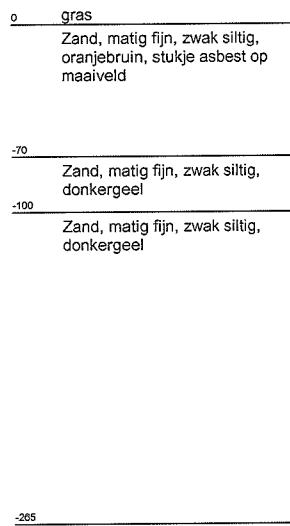 0 gras
Zand, matig fijn, zwak siltig,
oranjebruin, stukje asbest op
maaiveld
-70
Zand, matig fijn, zwak siltig,
donkergeel
-100
Zand, matig fijn, zwak siltig,
donkergeel
-265